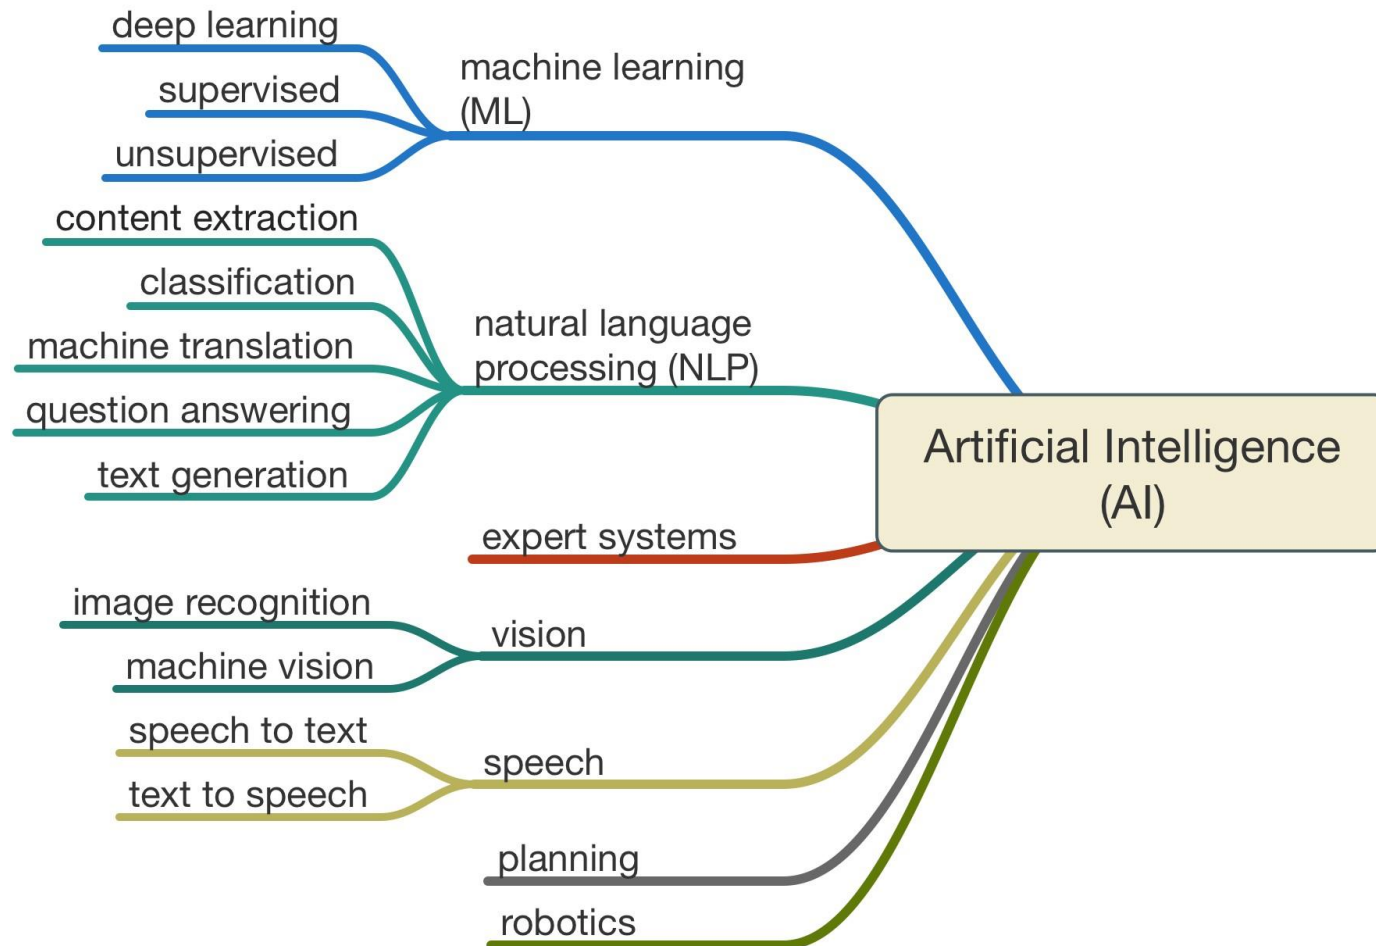 deep learning
supervised
unsupervised
machine learning
(ML)
content extraction
classification
machine translation
question answering
text generation
natural language
processing (NLP)
expert systems
image recognition
machine vision
vision
speech to text
text to speech
speech
planning
robotics
Artificial Intelligence
(AI)